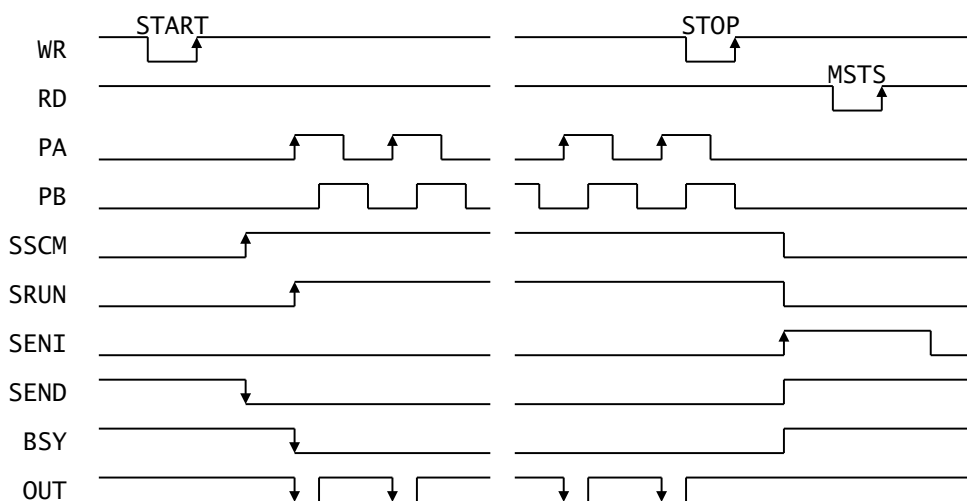 START
STOP
WR
MSTS
RD
PA
PB
SSCM
SRUN
SENI
SEND
BSY
OUT